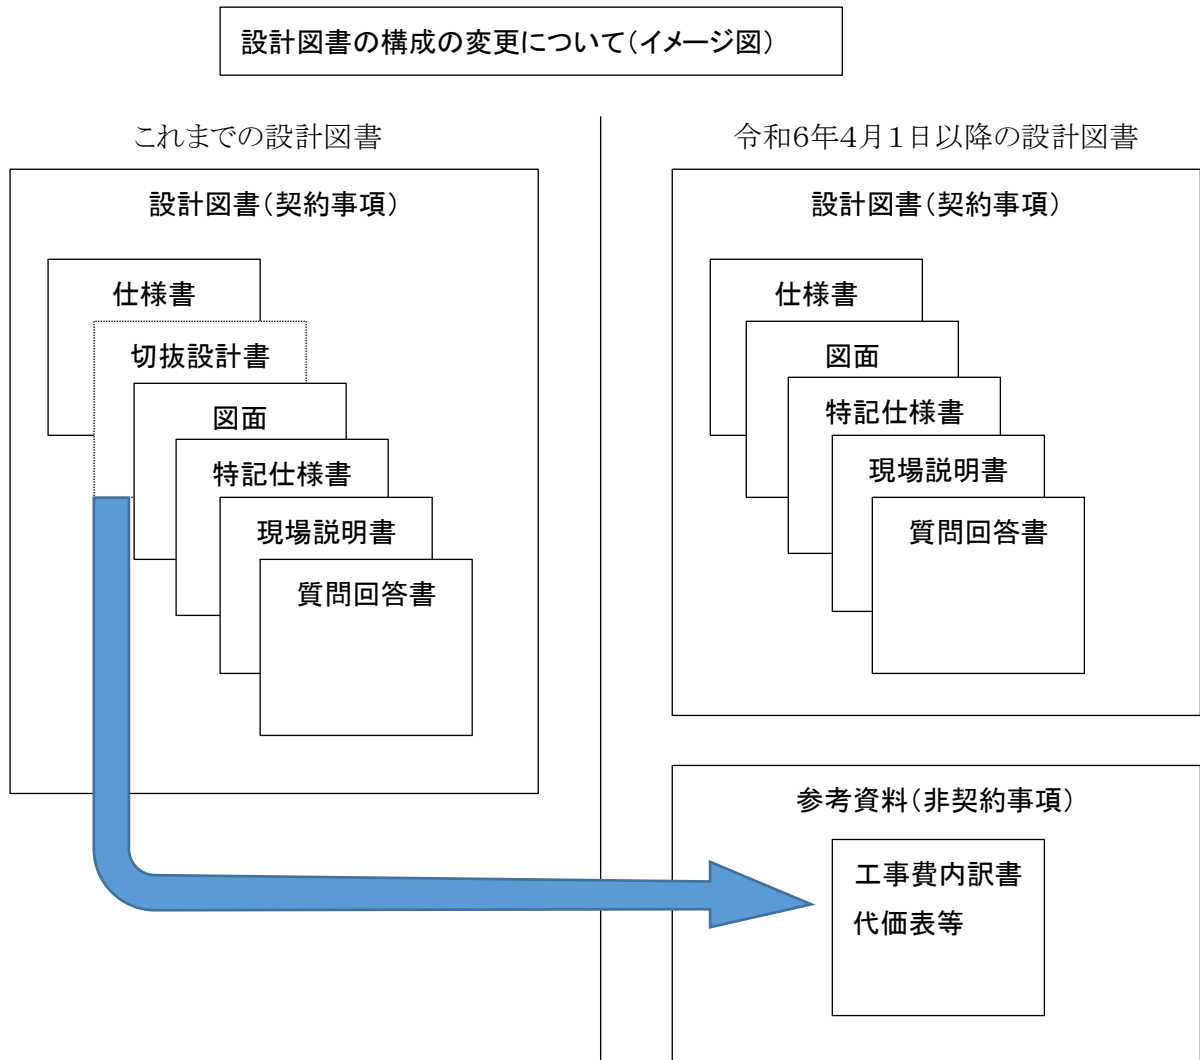 設計図書の構成の変更について(イメージ図)
これまでの設計図書
設計図書(契約事項)
仕様書
切抜設計書
図面
特記仕様書
現場説明書
質問回答書
令和6年4月1日以降の設計図書
設計図書(契約事項)
仕様書
図面
特記仕様書
現場説明書
質問回答書
参考資料(非契約事項)
工事費内訳書
代価表等